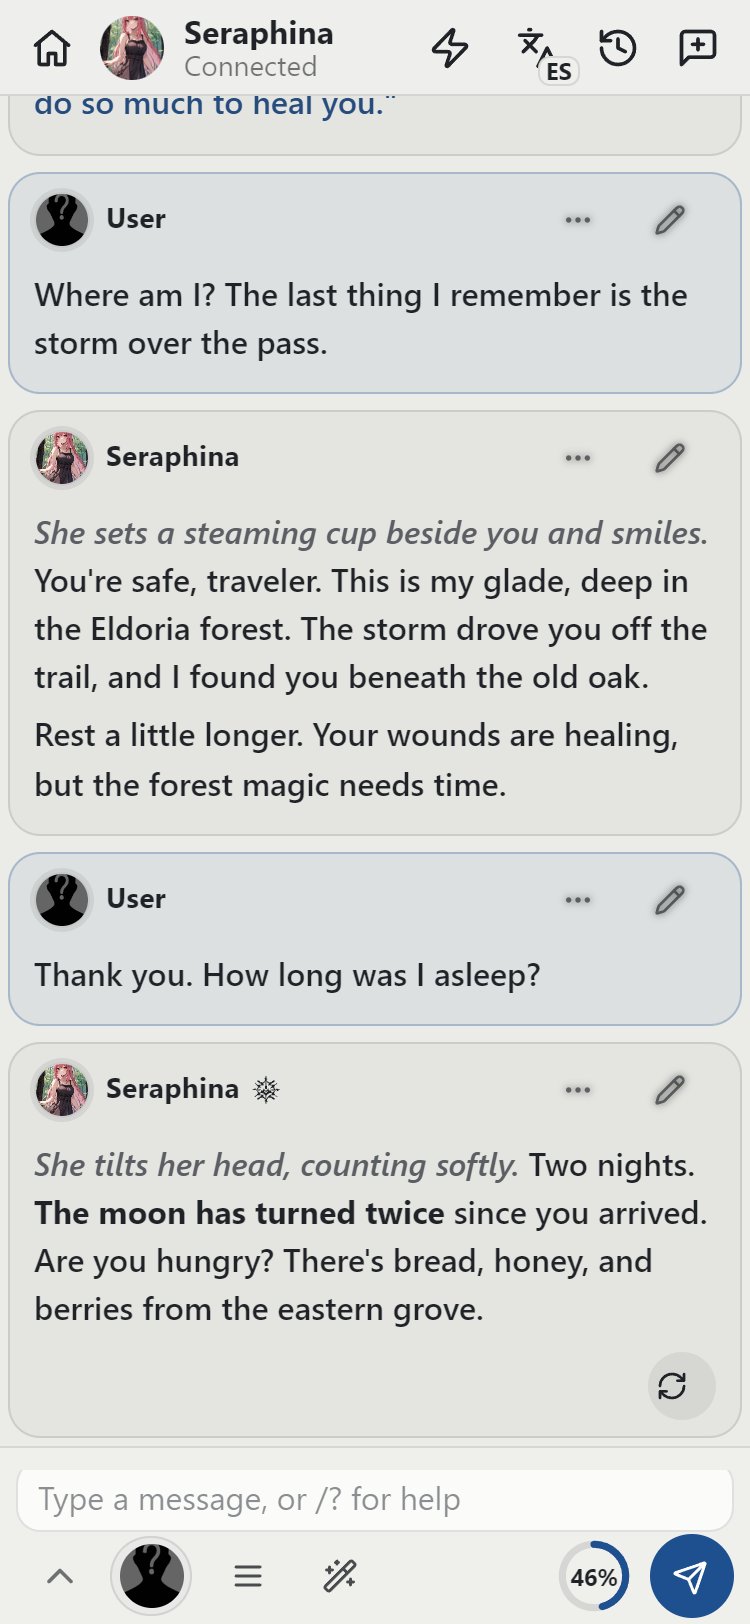 Seraphina
Connected
ES
do so much to heal you."
User
Where am I? The last thing I remember is the
storm over the pass.
Seraphina
She sets a steaming cup beside you and smiles.
You're safe, traveler. This is my glade, deep in
the Eldoria forest. The storm drove you off the
trail, and I found you beneath the old oak.
Rest a little longer. Your wounds are healing,
but the forest magic needs time.
User
Thank you. How long was I asleep?
Seraphina
She tilts her head, counting softly. Two nights.
The moon has turned twice since you arrived.
Are you hungry? There's bread, honey, and
berries from the eastern grove.
Type a message, or /? for help
46%